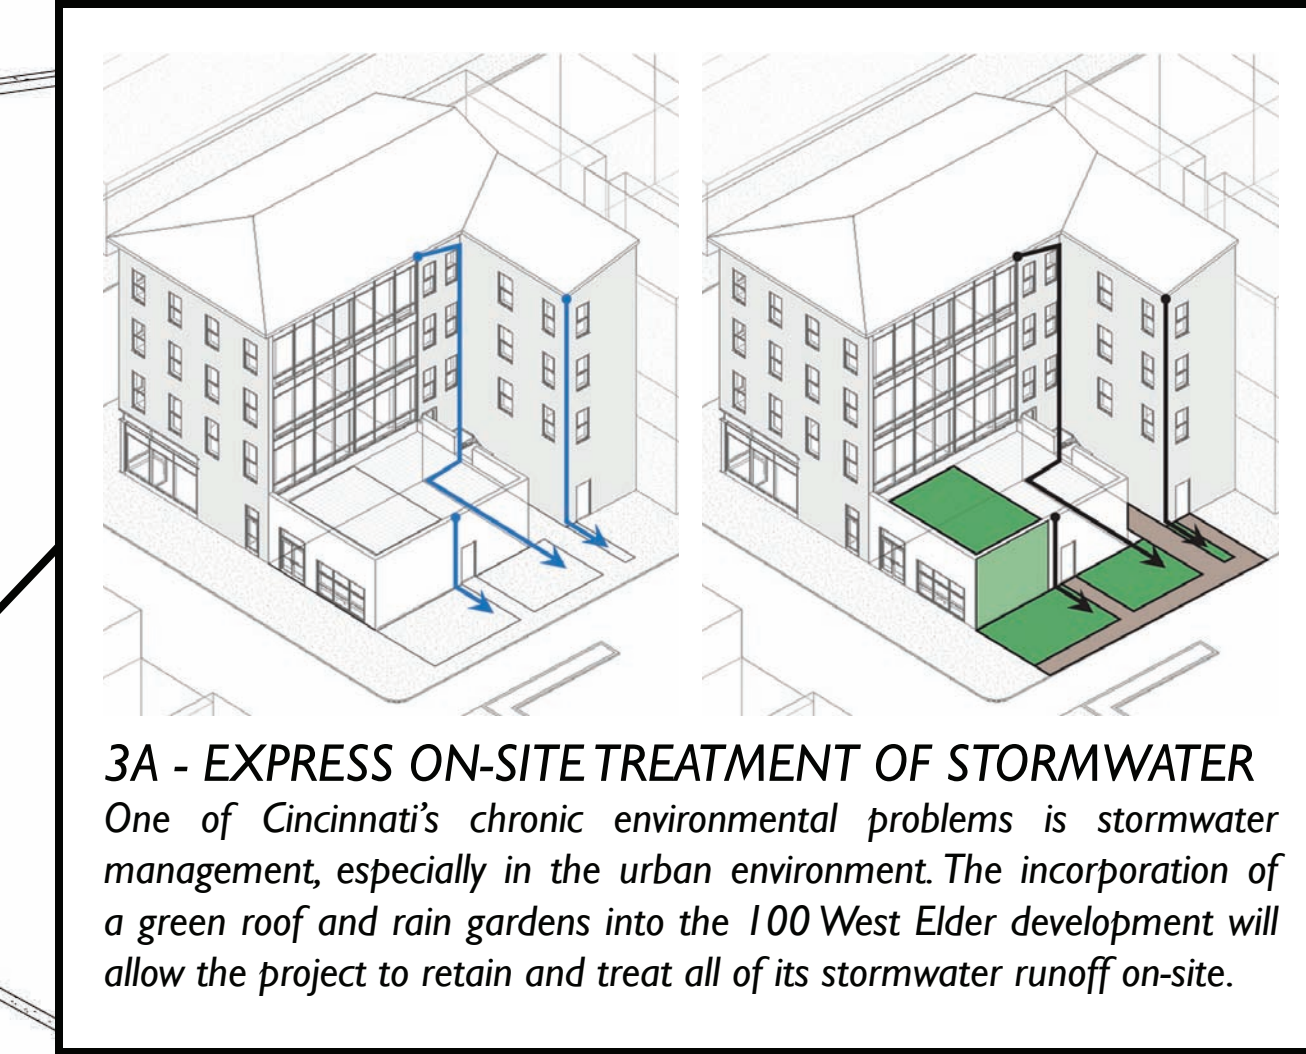 3A - EXPRESS ON-SITE TREATMENT OF STORMWATER
One of Cincinnati’s chronic environmental problems is stormwater
management, especially in the urban environment. The incorporation of
a green roof and rain gardens into the 100 West Elder development will
allow the project to retain and treat all of its stormwater runoff on-site.